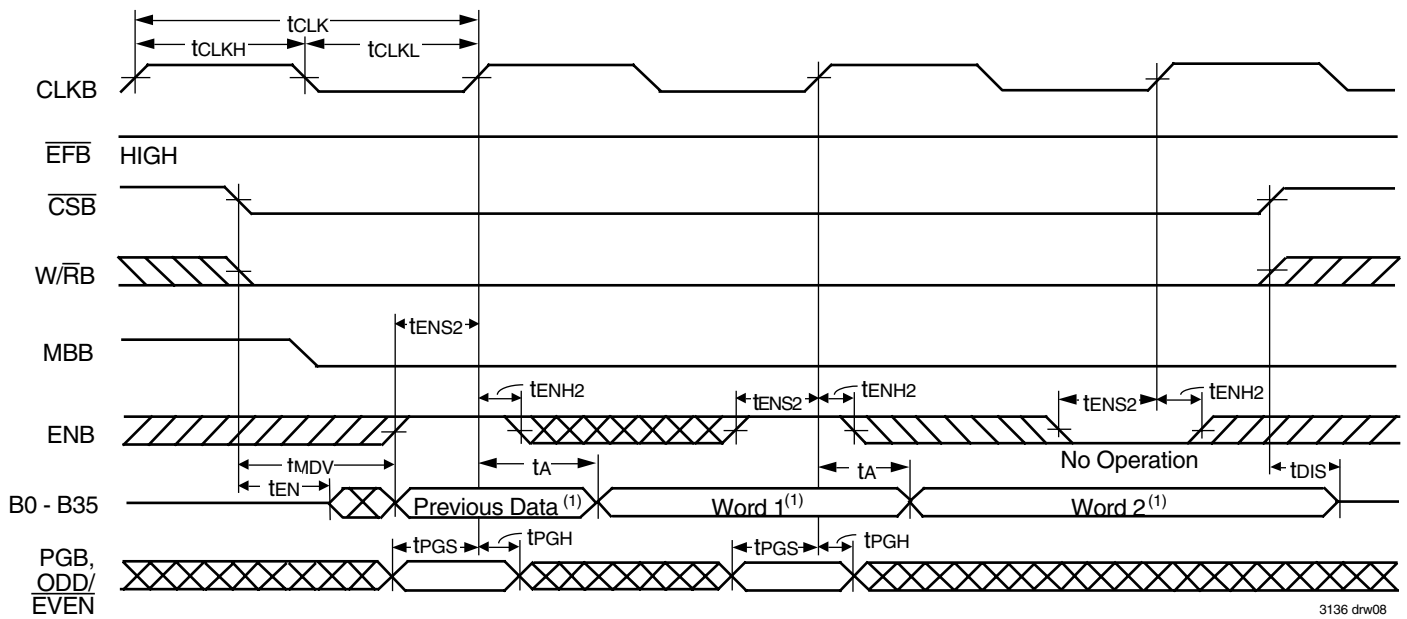 tCLK
tCLKH
tCLKL
CLKB
EFB
HIGH
CSB
W/RB
MBB
tENS2
tENH2
tENS2
tENH2
tENS2
tENH2
ENB
No Operation
tMDV
tEN
tA
tA
tDIS
B0 - B35
Previous Data (1)
Word 1(1)
Word 2(1)
tPGS
tPGH
tPGS
tPGH
PGB,
ODD/
EVEN
3136 drw08